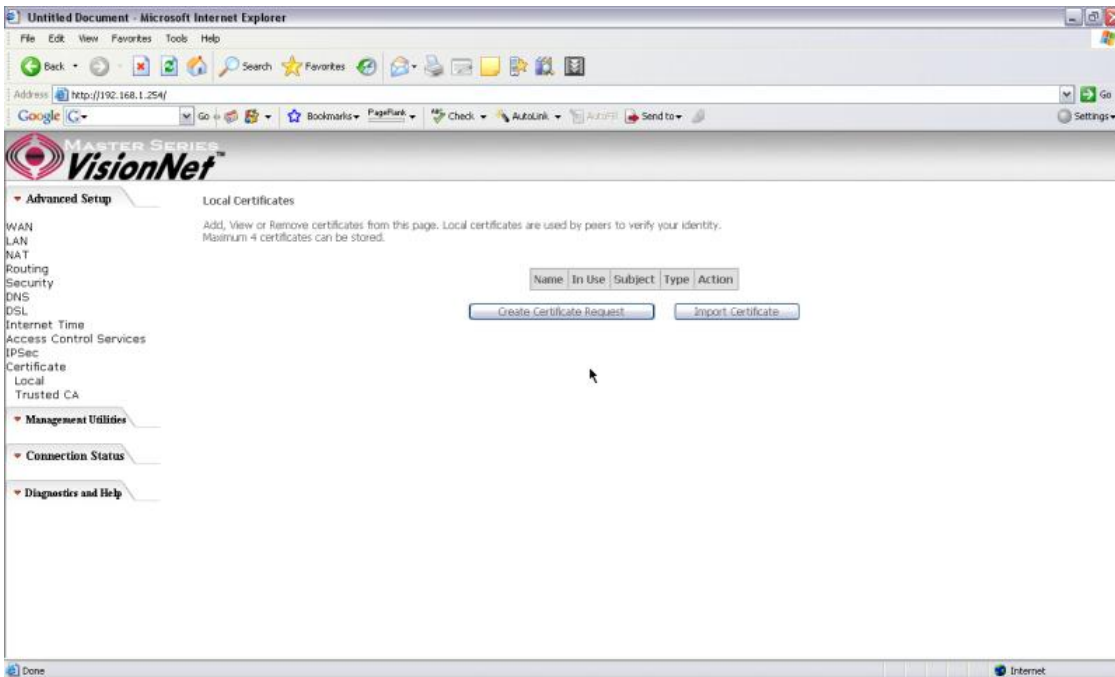 Untitled Document - Microsoft Internet Explorer
File Edit View Favorites Tools Help
Back Search Favorites
Address http://192.168.1.254/ Go
Google G Go Bookmarks PageRank Check AutoLink AutoFill Send to Settings
MASTER SERIES
VisionNet™
Advanced Setup
WAN
LAN
NAT
Routing
Security
DNS
DSL
Internet Time
Access Control Services
IPSec
Certificate
Local
Trusted CA
Management Utilities
Connection Status
Diagnostics and Help
Local Certificates
Add, View or Remove certificates from this page. Local certificates are used by peers to verify your identity.
Maximum 4 certificates can be stored.
Name In Use Subject Type Action
Create Certificate Request Import Certificate
Done Internet